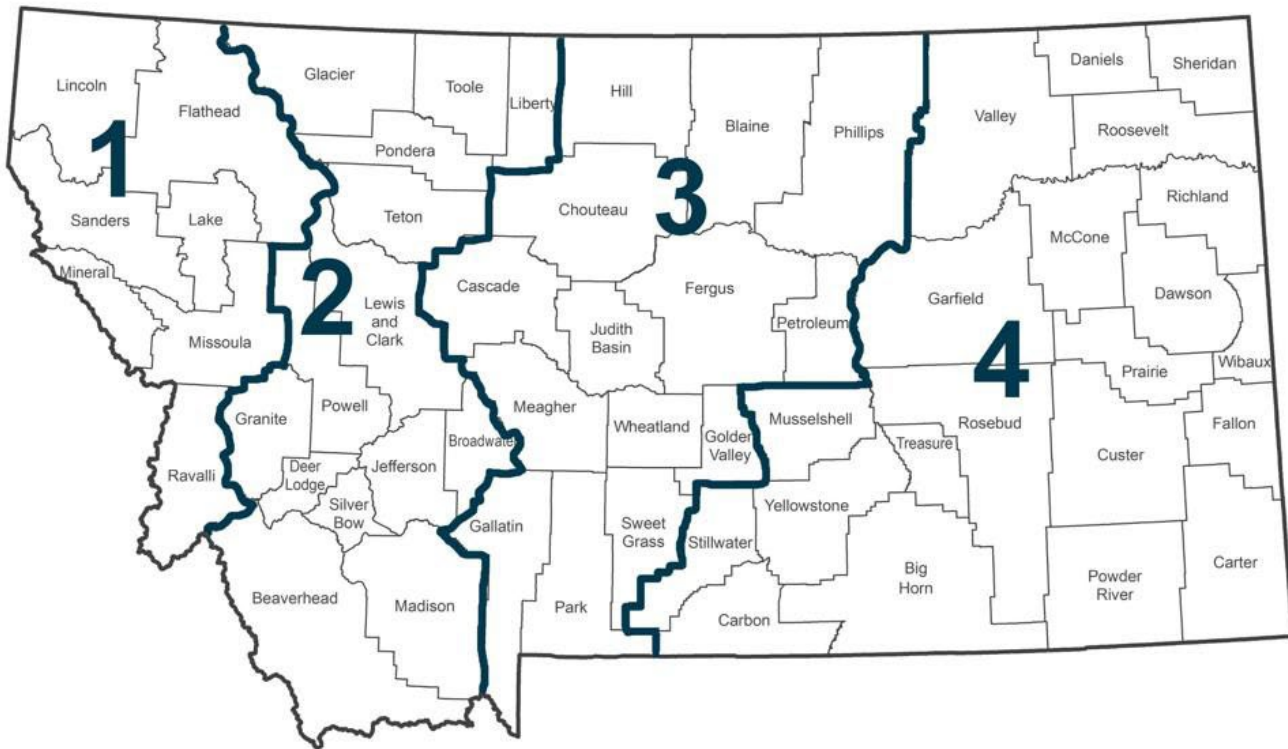 Lincoln
Flathead
Glacier
Toole
Liberty
Hill
Blaine
Phillips
Valley
Daniels
Sheridan
Roosevelt
1
Pondera
3
Sanders
Lake
Teton
Chouteau
Richland
McCone
Mineral
2
Lewis
and
Clark
Cascade
Fergus
Garfield
Dawson
Missoula
Judith
Basin
Petroleum
4
Prairie
Wibaux
Granite
Powell
Meagher
Wheatland
Golden
Valley
Musselshell
Rosebud
Fallon
Broadwate
Treasure
Custer
Ravalli
Deer
Lodge
Jefferson
Silver
Bow
Gallatin
Sweet
Grass
Stillwater
Yellowstone
Big
Horn
Carter
Beaverhead
Madison
Park
Carbon
Powder
River